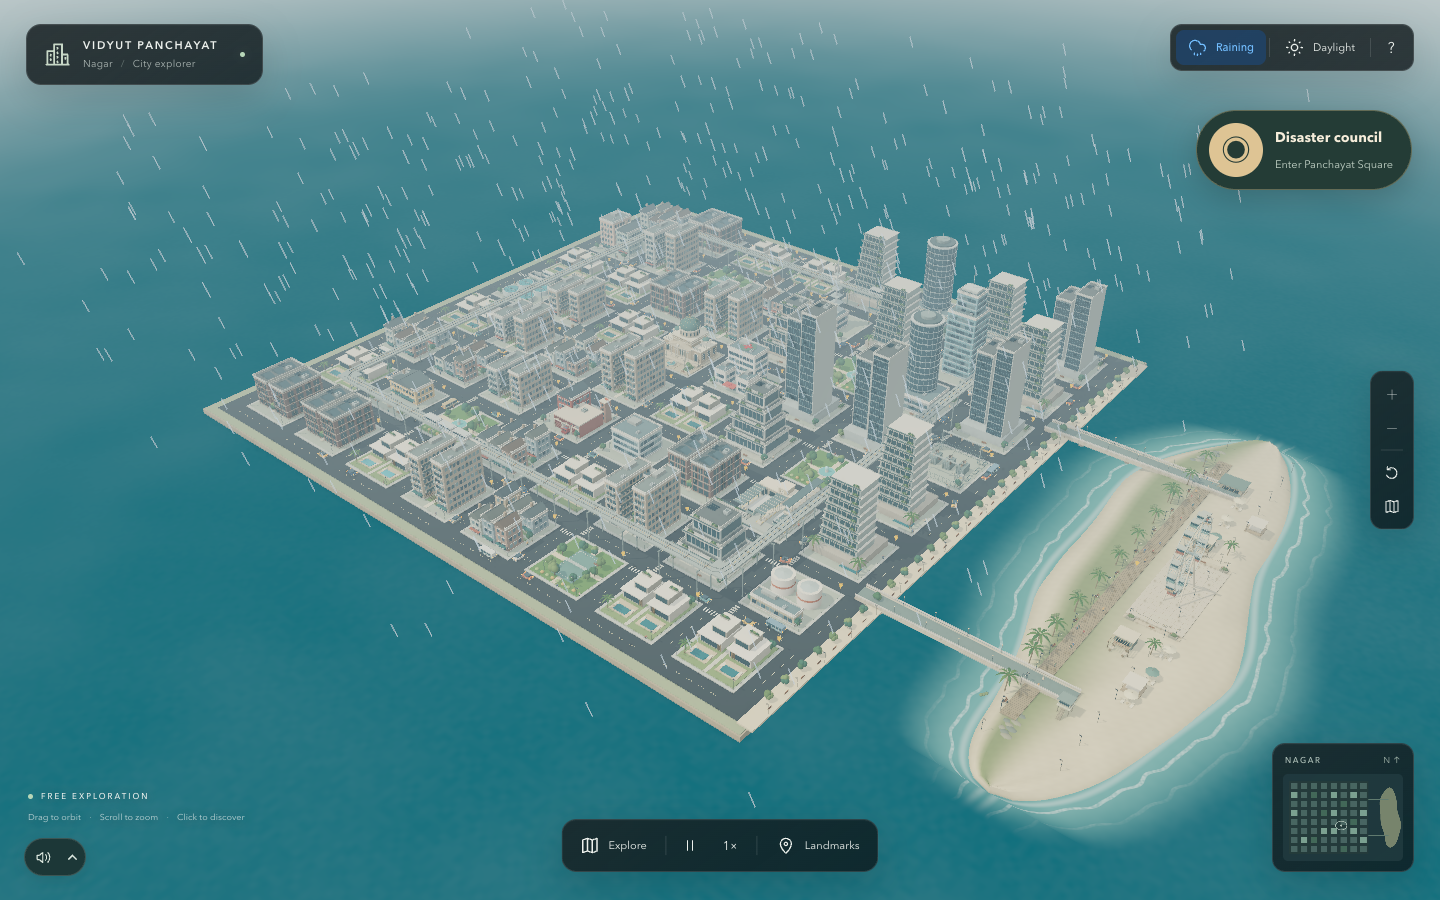 VIDYUT PANCHAYAT
Nagar / City explorer
Raining
Daylight
?
Disaster council
Enter Panchayat Square
NAGAR N ↑
FREE EXPLORATION
Drag to orbit · Scroll to zoom · Click to discover
Explore
1×
Landmarks